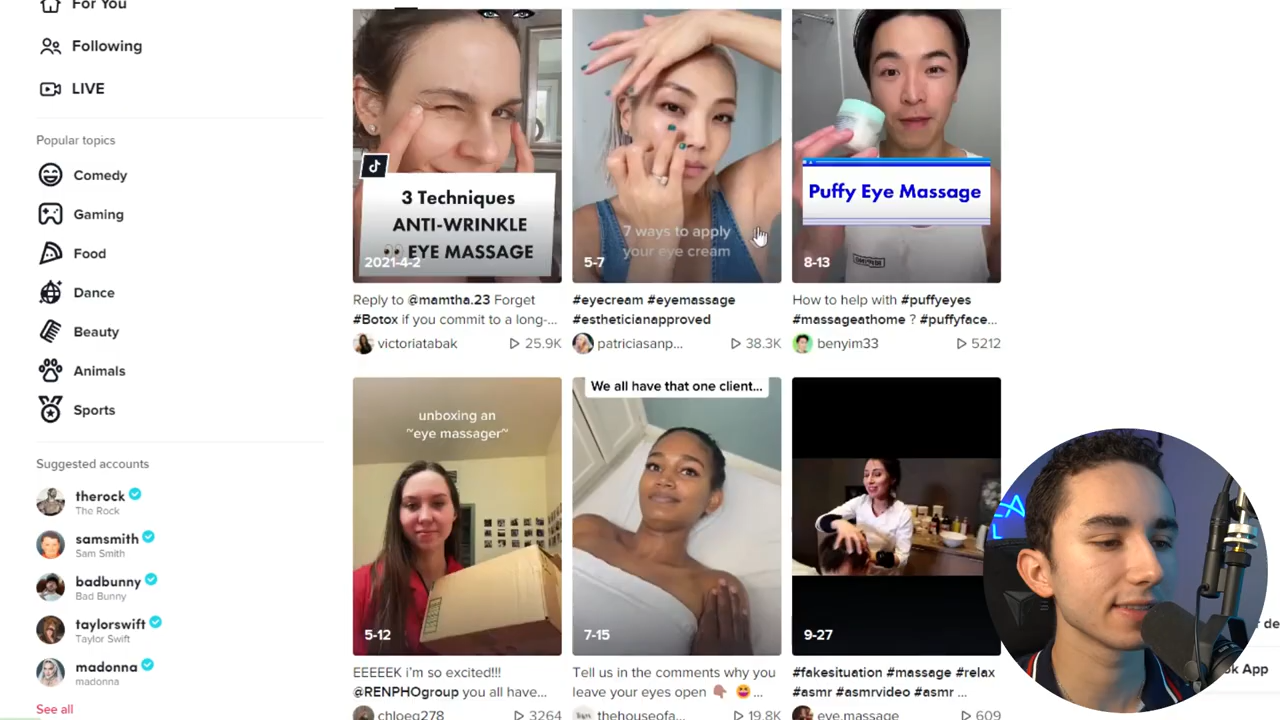 For You
Following
LIVE
Popular topics
Comedy
Gaming
Food
Dance
Beauty
Animals
Sports
Suggested accounts
therock
The Rock
samsmith
Sam Smith
badbunny
Bad Bunny
taylorswift
Taylor Swift
madonna
madonna
See all
3 Techniques
ANTI-WRINKLE
👀 EYE MASSAGE
2021-4-2
Reply to @mamtha.23 Forget
#Botox if you commit to a long-...
victoriatabak 25.9K
7 ways to apply
your eye cream
5-7
#eyecream #eyemassage
#estheticianapproved
patriciasanp... 38.3K
Puffy Eye Massage
8-13
How to help with #puffyeyes
#massageathome ? #puffyface...
benyim33 5212
unboxing an
~eye massager~
5-12
EEEEEK i'm so excited!!!
@RENPHOgroup you all have...
chloeg278 3264
We all have that one client...
7-15
Tell us in the comments why you
leave your eyes open 👇🏽 😝 ...
thehouseofa... 19.8K
9-27
#fakesituation #massage #relax
#asmr #asmrvideo #asmr ...
eye.massage 609
App